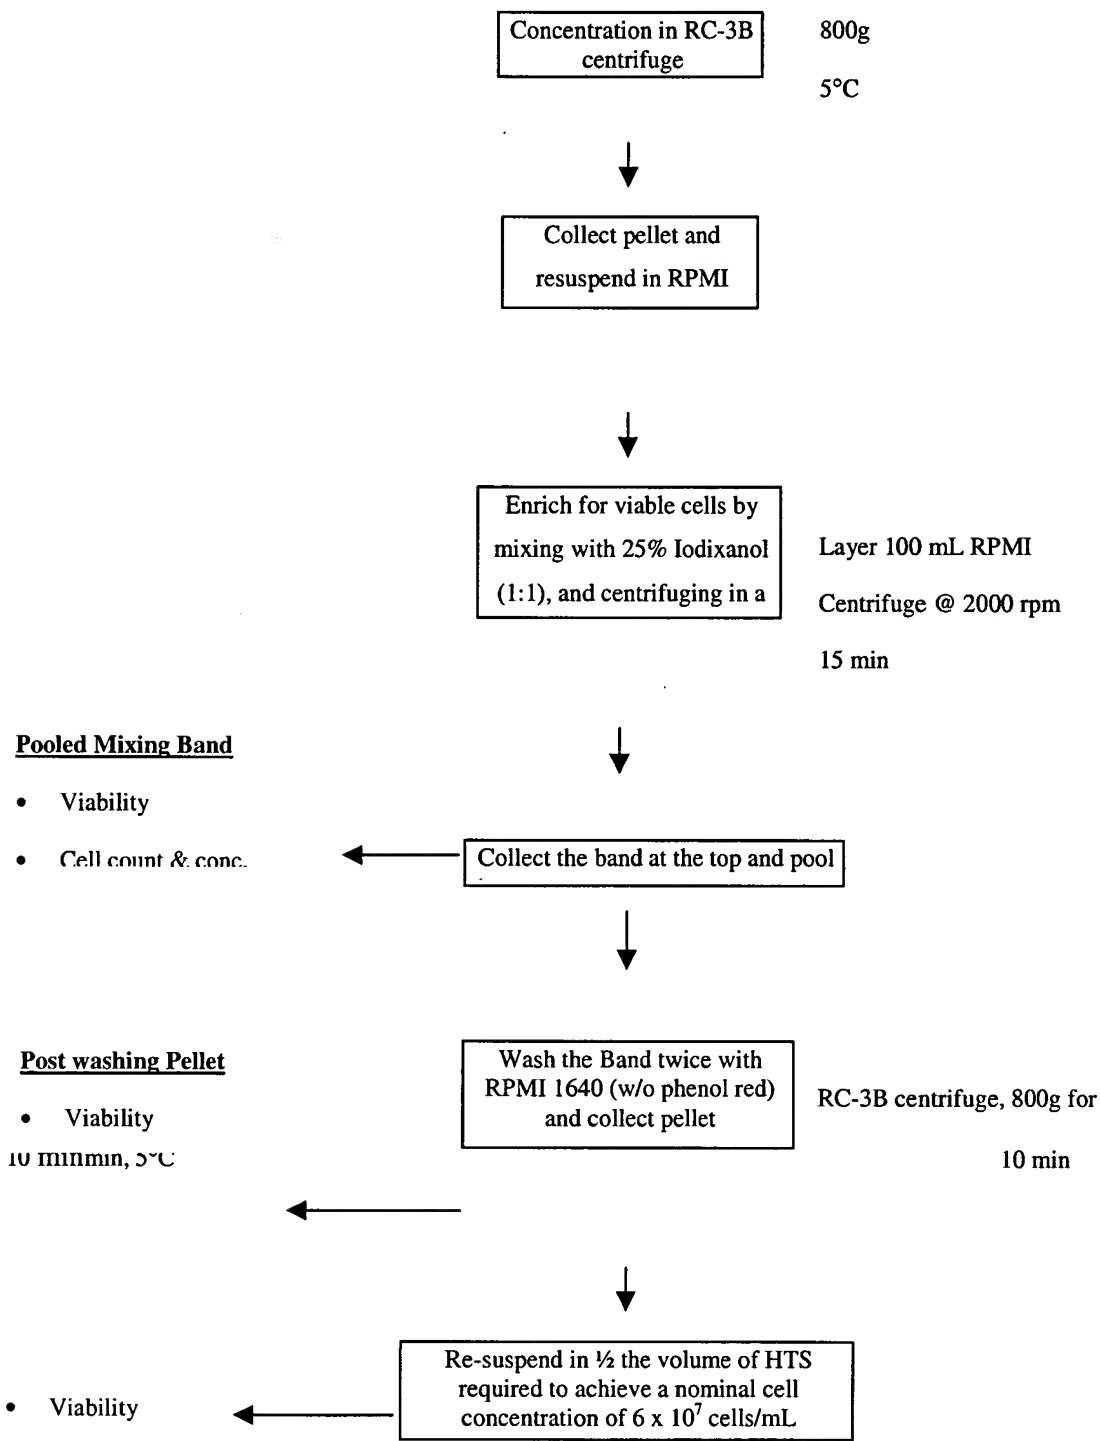 Concentration in RC-3B
centrifuge
800g
5°C
Collect pellet and
resuspend in RPMI
Enrich for viable cells by
mixing with 25% Iodixanol
(1:1), and centrifuging in a
Layer 100 mL RPMI
Centrifuge @ 2000 rpm
15 min
Pooled Mixing Band
• Viability
• Cell count & conc.
Collect the band at the top and pool
Post washing Pellet
• Viability
10 minmin, 5°C
Wash the Band twice with
RPMI 1640 (w/o phenol red)
and collect pellet
RC-3B centrifuge, 800g for
10 min
Re-suspend in ½ the volume of HTS
required to achieve a nominal cell
concentration of 6 x 10⁷ cells/mL
• Viability